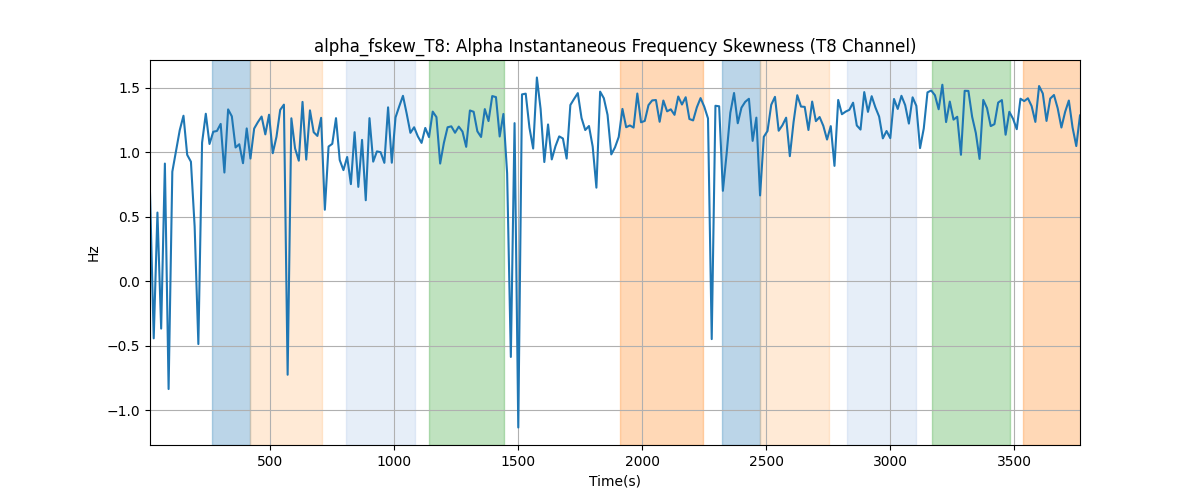 alpha_fskew_T8: Alpha Instantaneous Frequency Skewness (T8 Channel)
1.5
1.0
0.5
0.0
−0.5
−1.0
Hz
500 1000 1500 2000 2500 3000 3500
Time(s)